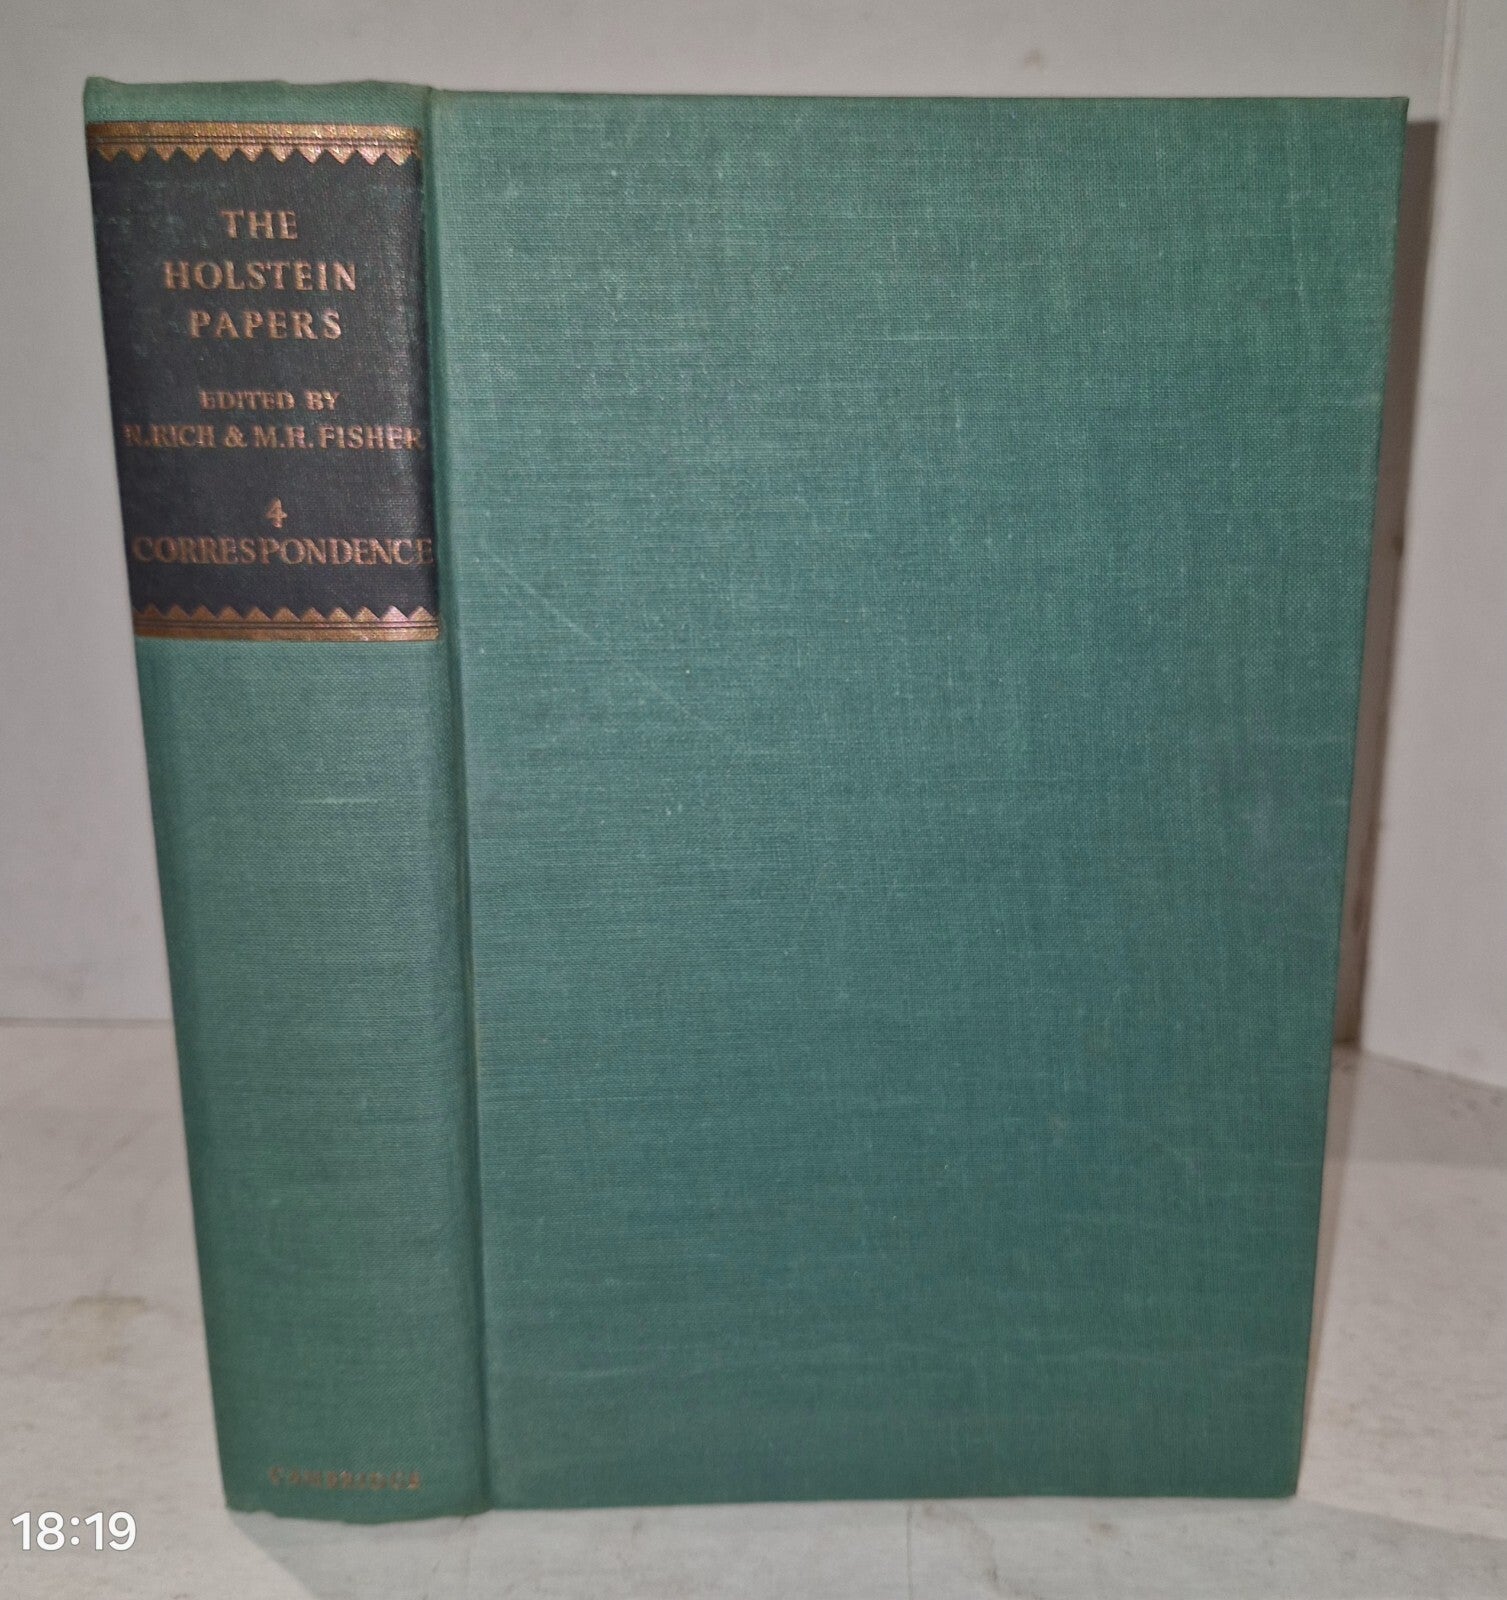 THE
HOLSTEIN
PAPERS
EDITED BY
N. RICH & M.H. FISHER
4
CORRESPONDENCE
CAMBRIDGE
18:19